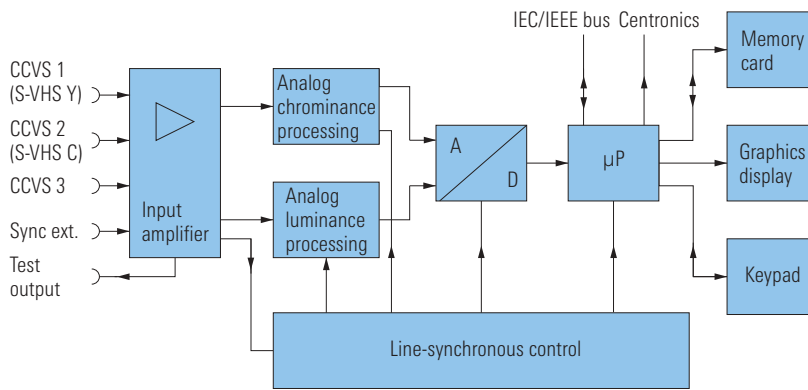 IEC/IEEE bus
Centronics
CCVS 1
(S-VHS Y)
CCVS 2
(S-VHS C)
CCVS 3
Sync ext.
Test
output
Input
amplifier
Analog
chrominance
processing
Analog
luminance
processing
A
D
µP
Memory
card
Graphics
display
Keypad
Line-synchronous control